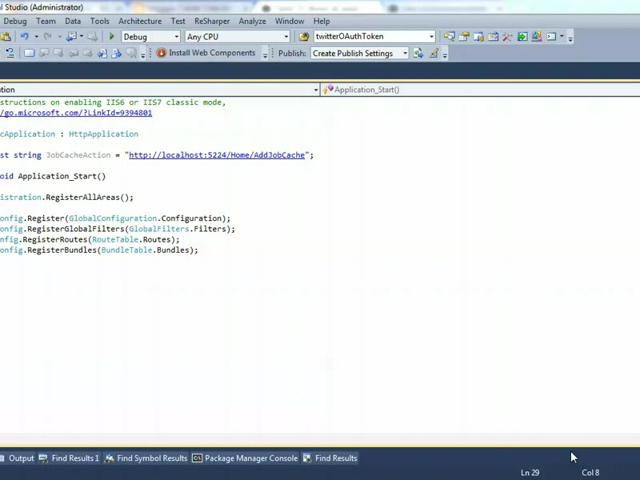 l Studio (Administrator)
Debug Team Data Tools Architecture Test ReSharper Analyze Window Help
Debug Any CPU twitterOAuthToken
Install Web Components Publish: Create Publish Settings
tion Application_Start()
structions on enabling IIS6 or IIS7 classic mode,
/go.microsoft.com/?LinkId=9394801
cApplication : HttpApplication
st string JobCacheAction = "http://localhost:5224/Home/AddJobCache";
oid Application_Start()
istration.RegisterAllAreas();
onfig.Register(GlobalConfiguration.Configuration);
onfig.RegisterGlobalFilters(GlobalFilters.Filters);
nfig.RegisterRoutes(RouteTable.Routes);
onfig.RegisterBundles(BundleTable.Bundles);
Output Find Results 1 Find Symbol Results Package Manager Console Find Results
Ln 29 Col 8